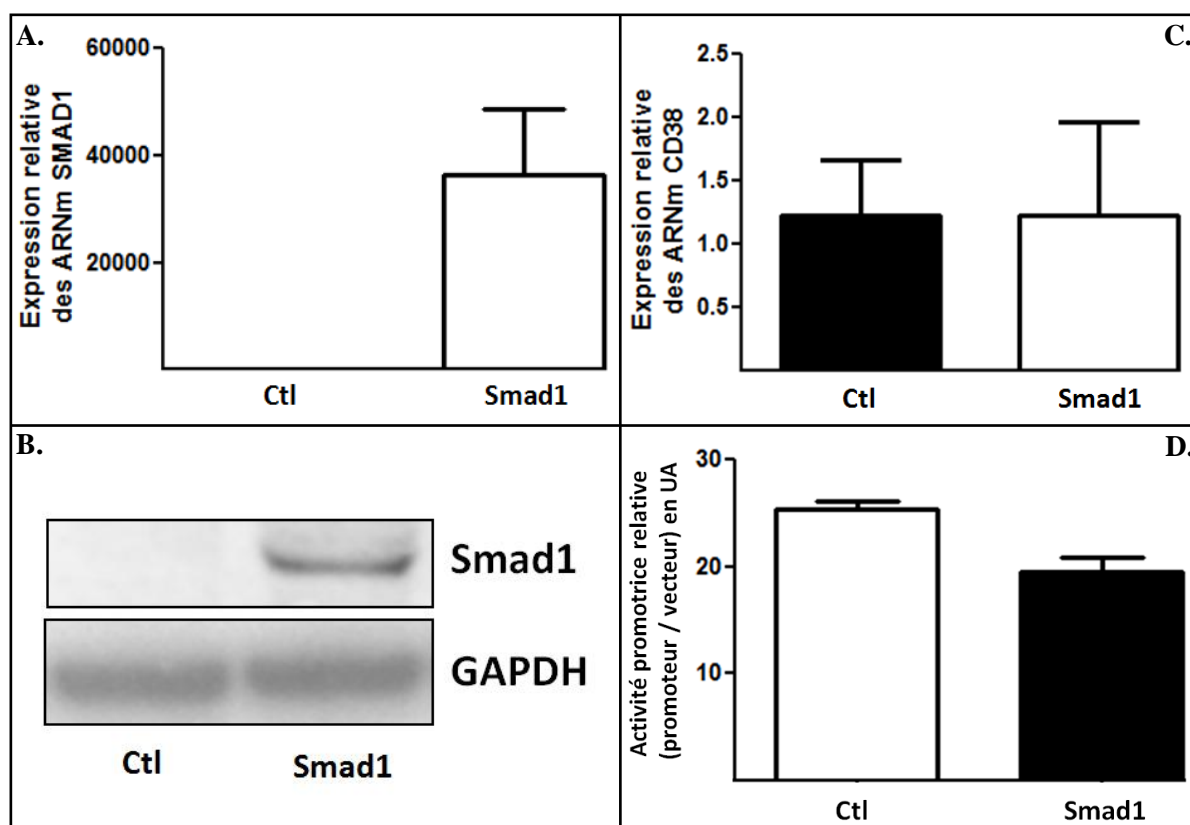 A.
Expression relative
des ARNm SMAD1
60000
40000
20000
Ctl
Smad1
C.
Expression relative
des ARNm CD38
2.5
2.0
1.5
1.0
0.5
Ctl
Smad1
B.
Smad1
GAPDH
Ctl
Smad1
D.
Activité promotrice relative
(promoteur / vecteur) en UA
30
20
10
Ctl
Smad1